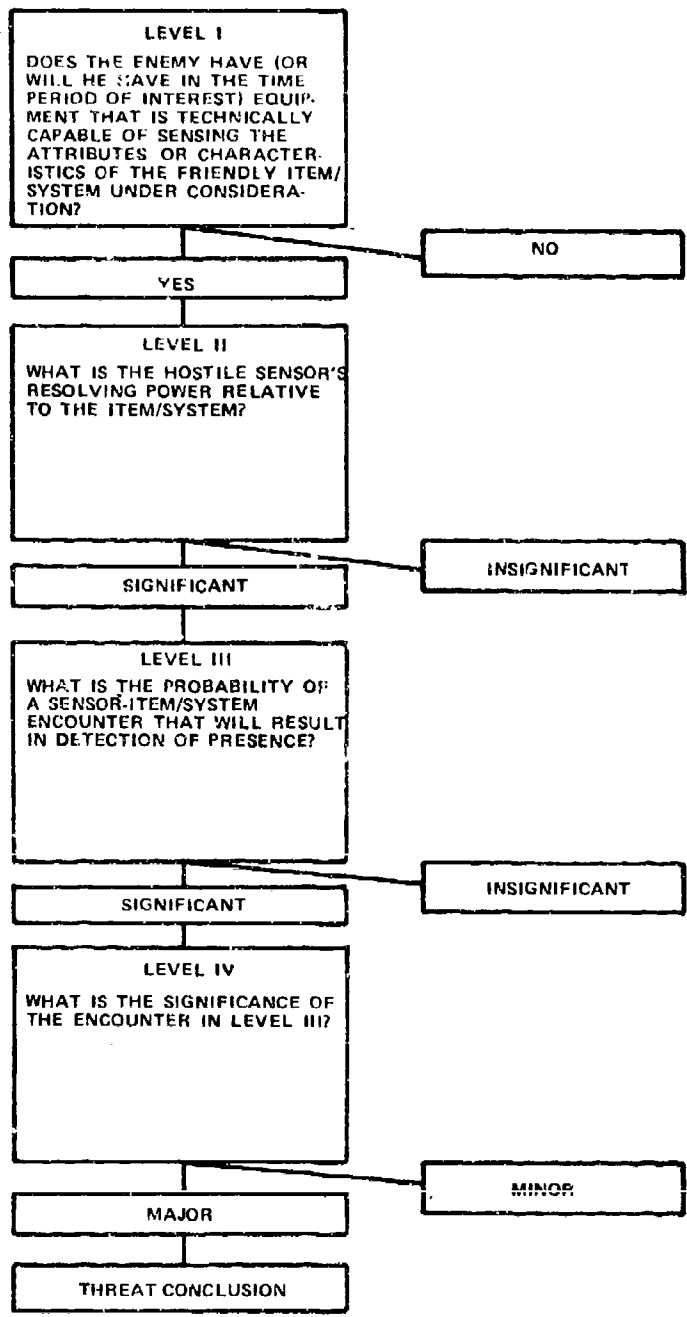 LEVEL I
DOES THE ENEMY HAVE (OR
WILL HE HAVE IN THE TIME
PERIOD OF INTEREST) EQUIP-
MENT THAT IS TECHNICALLY
CAPABLE OF SENSING THE
ATTRIBUTES OR CHARACTER-
ISTICS OF THE FRIENDLY ITEM/
SYSTEM UNDER CONSIDERA-
TION?
NO
YES
LEVEL II
WHAT IS THE HOSTILE SENSOR'S
RESOLVING POWER RELATIVE
TO THE ITEM/SYSTEM?
INSIGNIFICANT
SIGNIFICANT
LEVEL III
WHAT IS THE PROBABILITY OF
A SENSOR-ITEM/SYSTEM
ENCOUNTER THAT WILL RESULT
IN DETECTION OF PRESENCE?
INSIGNIFICANT
SIGNIFICANT
LEVEL IV
WHAT IS THE SIGNIFICANCE OF
THE ENCOUNTER IN LEVEL III?
MINOR
MAJOR
THREAT CONCLUSION